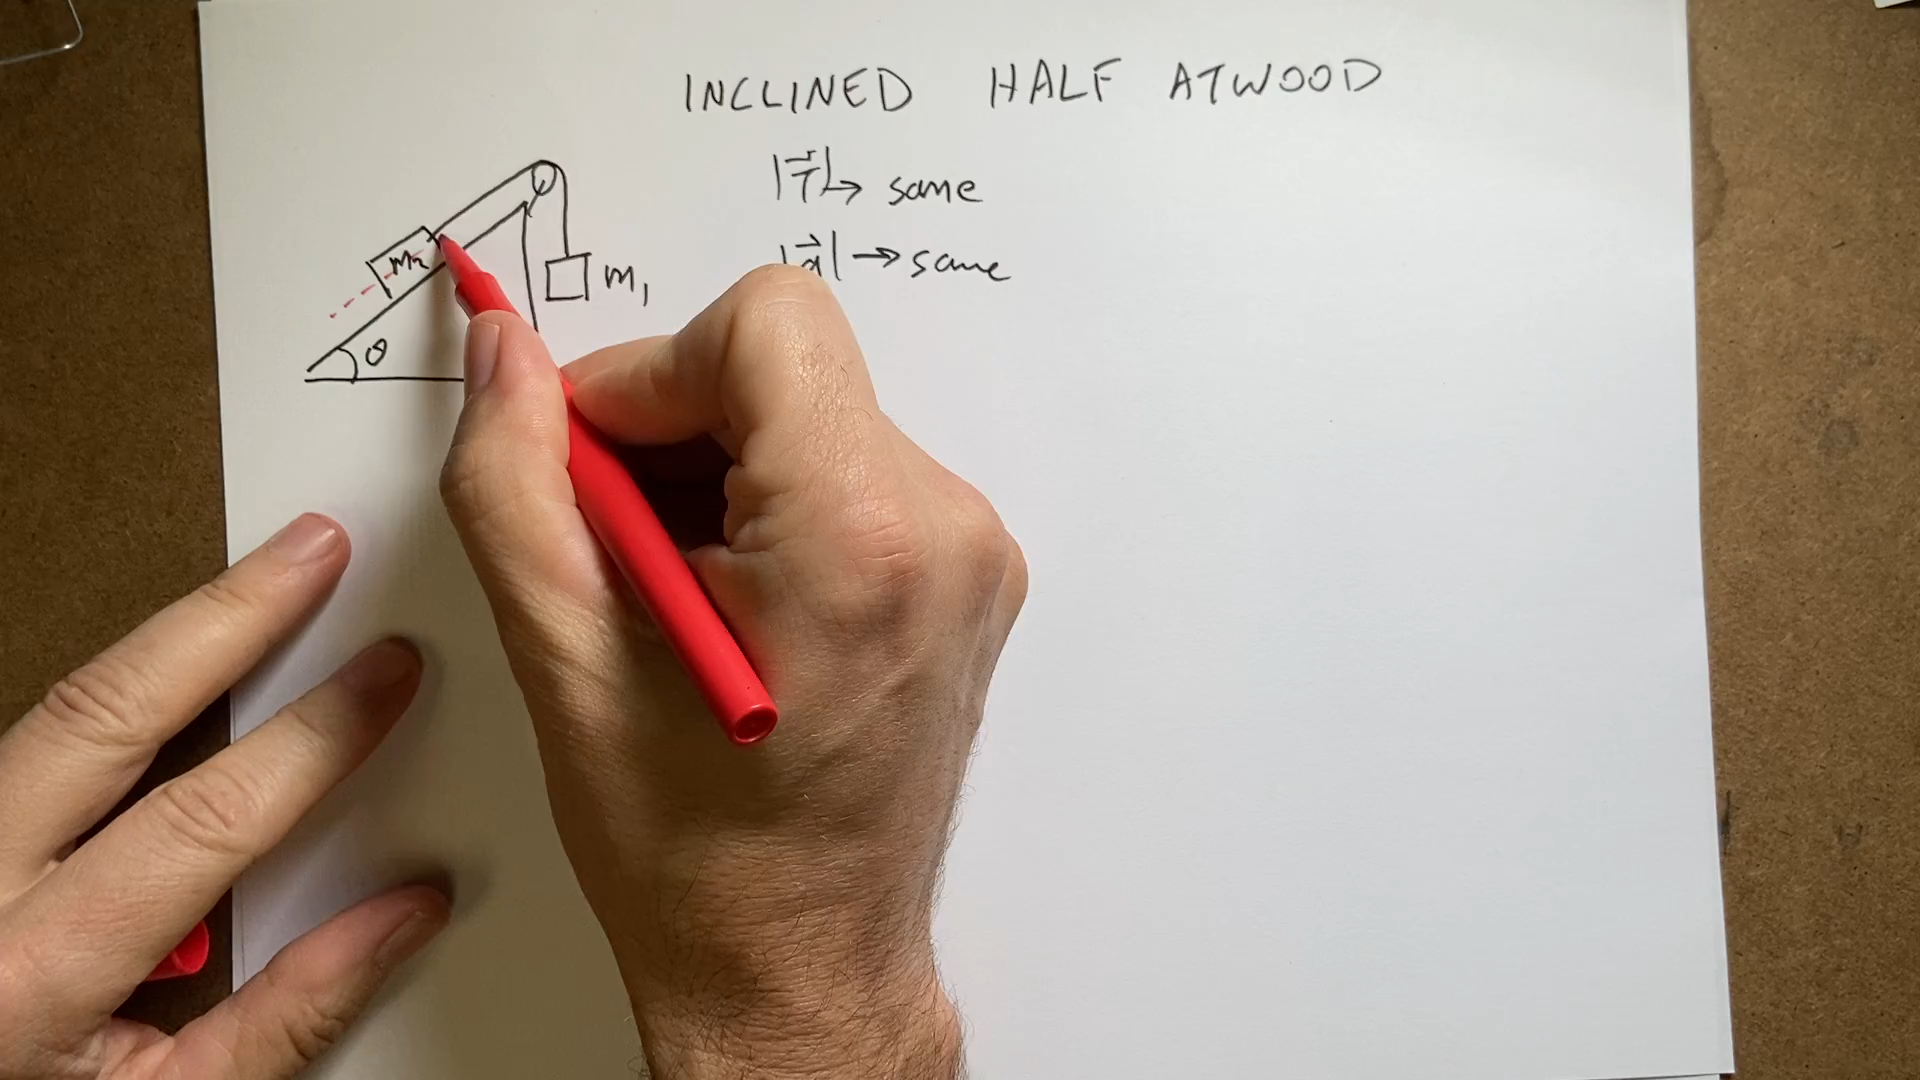 INCLINED HALF ATWOOD
|T⃗| → same
|a⃗| → same
m₂
m₁
θ